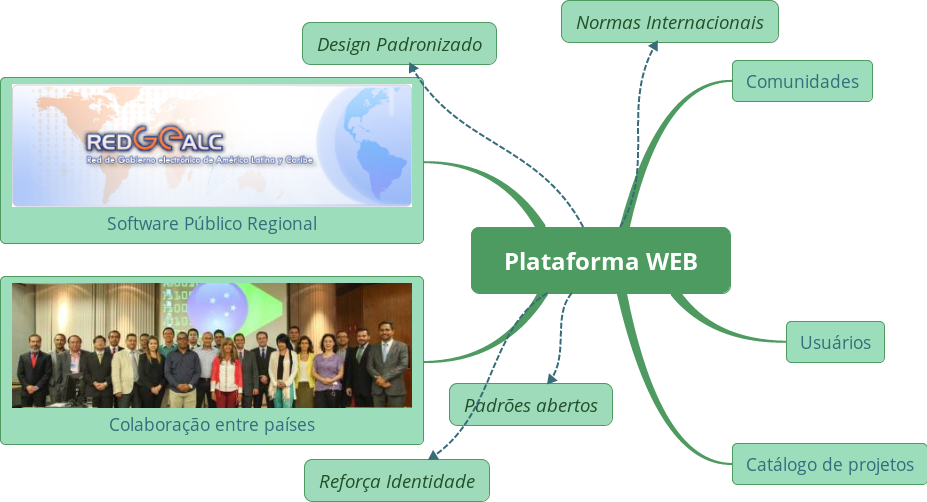 Normas Internacionais
Design Padronizado
Comunidades
REDGEALC
Red de Gobierno electrónico de América Latina y Caribe
Software Público Regional
Plataforma WEB
Usuários
Padrões abertos
Colaboração entre países
Catálogo de projetos
Reforça Identidade